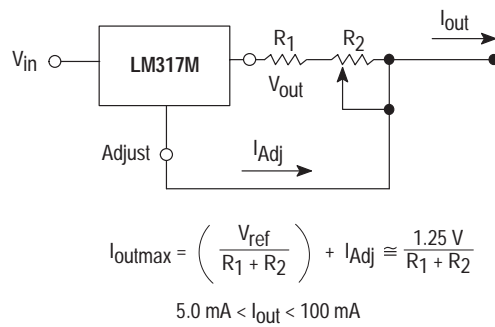 Iout
R1 R2
Vin LM317M
Vout
Adjust IAdj
Ioutmax = ( Vref / R1 + R2 ) + IAdj ≅ 1.25 V / R1 + R2
5.0 mA < Iout < 100 mA